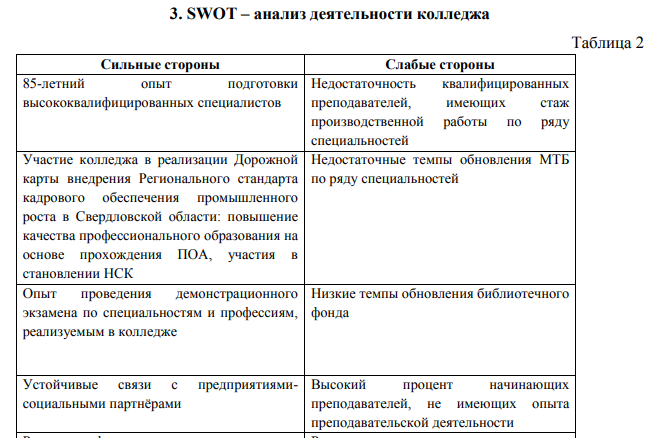 3. SWOT – анализ деятельности колледжа
Таблица 2
Сильные стороны
Слабые стороны
85-летний опыт подготовки
высококвалифицированных специалистов
Недостаточность квалифицированных
преподавателей, имеющих стаж
производственной работы по ряду
специальностей
Участие колледжа в реализации Дорожной
карты внедрения Регионального стандарта
кадрового обеспечения промышленного
роста в Свердловской области: повышение
качества профессионального образования на
основе прохождения ПОА, участия в
становлении НСК
Недостаточные темпы обновления МТБ
по ряду специальностей
Опыт проведения демонстрационного
экзамена по специальностям и профессиям,
реализуемым в колледже
Низкие темпы обновления библиотечного
фонда
Устойчивые связи с предприятиями-
социальными партнёрами
Высокий процент начинающих
преподавателей, не имеющих опыта
преподавательской деятельности